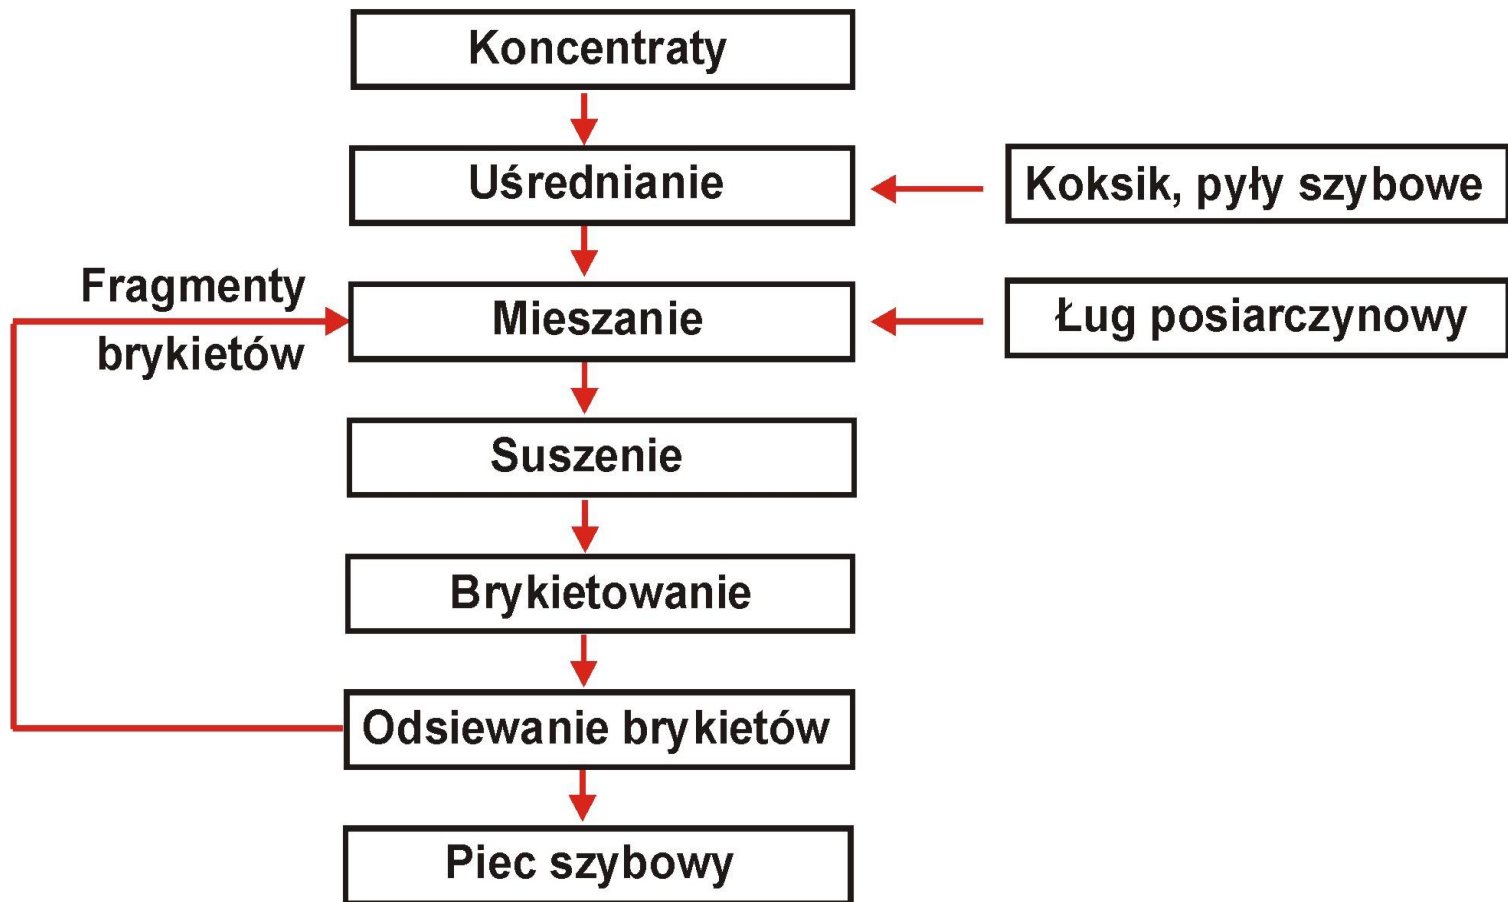 Koncentraty
Uśrednianie
Koksik, pyły szybowe
Fragmenty
brykietów
Mieszanie
Ług posiarczynowy
Suszenie
Brykietowanie
Odsiewanie brykietów
Piec szybowy